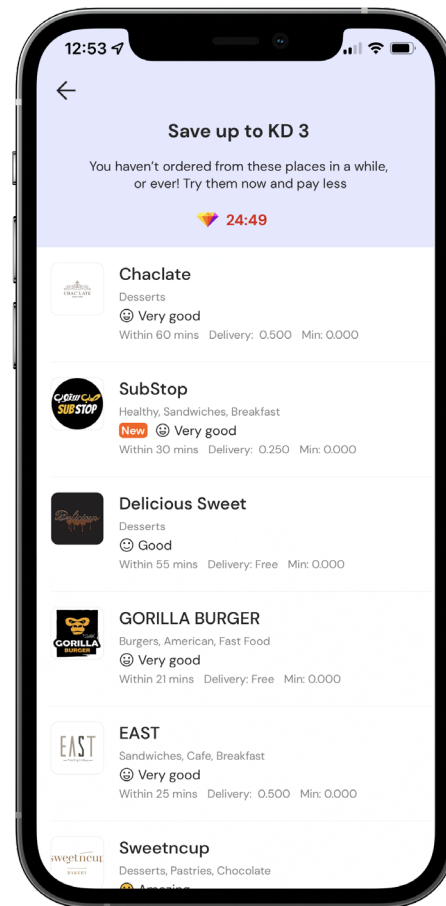 12:53
Save up to KD 3
You haven't ordered from these places in a while,
or ever! Try them now and pay less
24:49
CHAC LATE
Chaclate
Desserts
Very good
Within 60 mins Delivery: 0.500 Min: 0.000
SUBSTOP
SubStop
Healthy, Sandwiches, Breakfast
New Very good
Within 30 mins Delivery: 0.250 Min: 0.000
Delicious
Delicious Sweet
Desserts
Good
Within 55 mins Delivery: Free Min: 0.000
GORILLA
BURGER
GORILLA BURGER
Burgers, American, Fast Food
Very good
Within 21 mins Delivery: Free Min: 0.000
EAST
EAST
Sandwiches, Cafe, Breakfast
Very good
Within 25 mins Delivery: 0.500 Min: 0.000
sweetncup
BAKERY
Sweetncup
Desserts, Pastries, Chocolate
Amazing